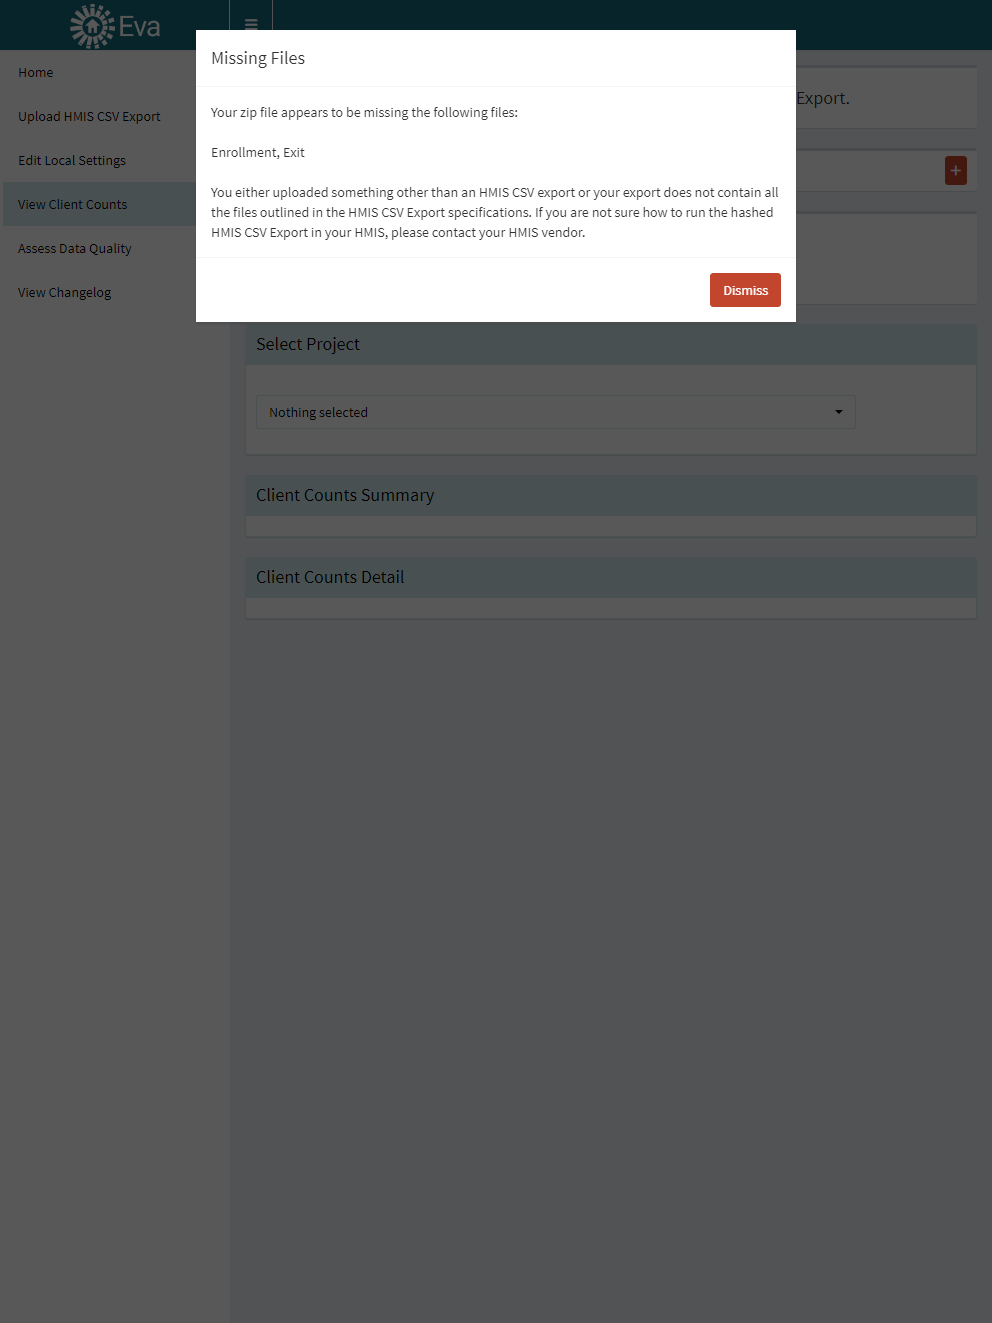 Eva
Missing Files
Home
Your zip file appears to be missing the following files:
Export.
Upload HMIS CSV Export
Enrollment, Exit
Edit Local Settings
+
You either uploaded something other than an HMIS CSV export or your export does not contain all
View Client Counts
the files outlined in the HMIS CSV Export specifications. If you are not sure how to run the hashed
HMIS CSV Export in your HMIS, please contact your HMIS vendor.
Assess Data Quality
View Changelog
Dismiss
Select Project
Nothing selected
Client Counts Summary
Client Counts Detail